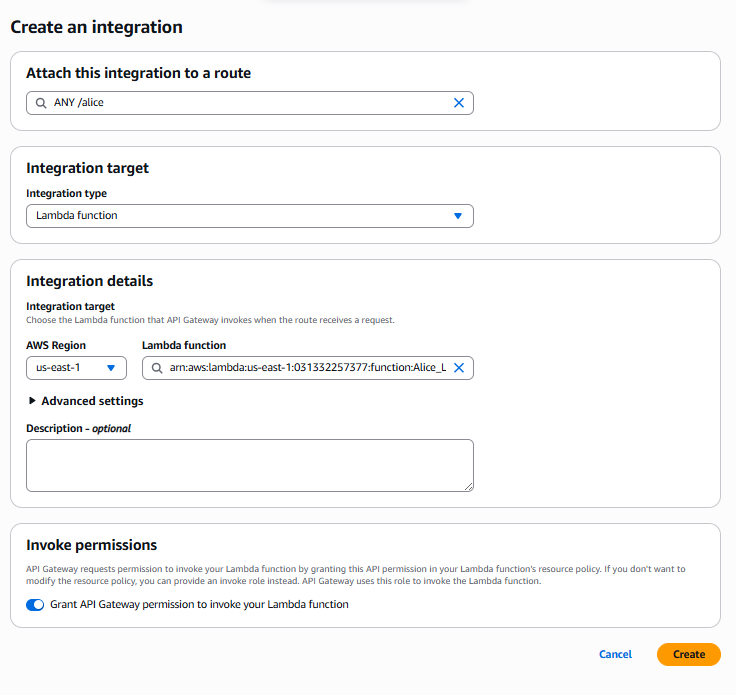 Create an integration
Attach this integration to a route
ANY /alice
Integration target
Integration type
Lambda function
Integration details
Integration target
Choose the Lambda function that API Gateway invokes when the route receives a request.
AWS Region
Lambda function
us-east-1
arn:aws:lambda:us-east-1:031332257377:function:Alice_L
Advanced settings
Description - optional
Invoke permissions
API Gateway requests permission to invoke your Lambda function by granting this API permission in your Lambda function's resource policy. If you don't want to
modify the resource policy, you can provide an invoke role instead. API Gateway uses this role to invoke the Lambda function.
Grant API Gateway permission to invoke your Lambda function
Cancel
Create